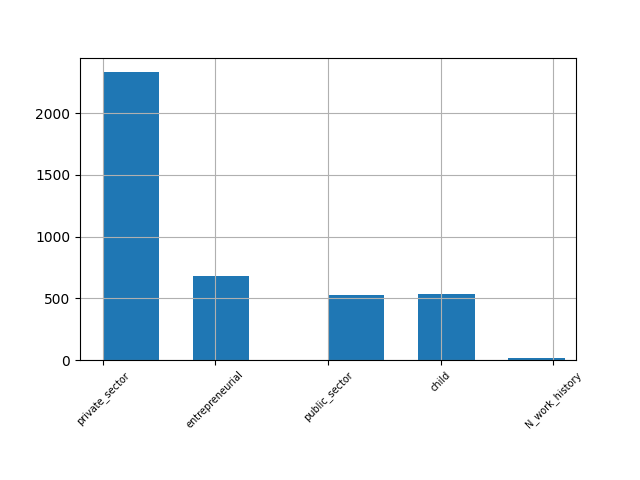 2000
1500
1000
500
0
private_sector
entrepreneurial
public_sector
child
N_work_history